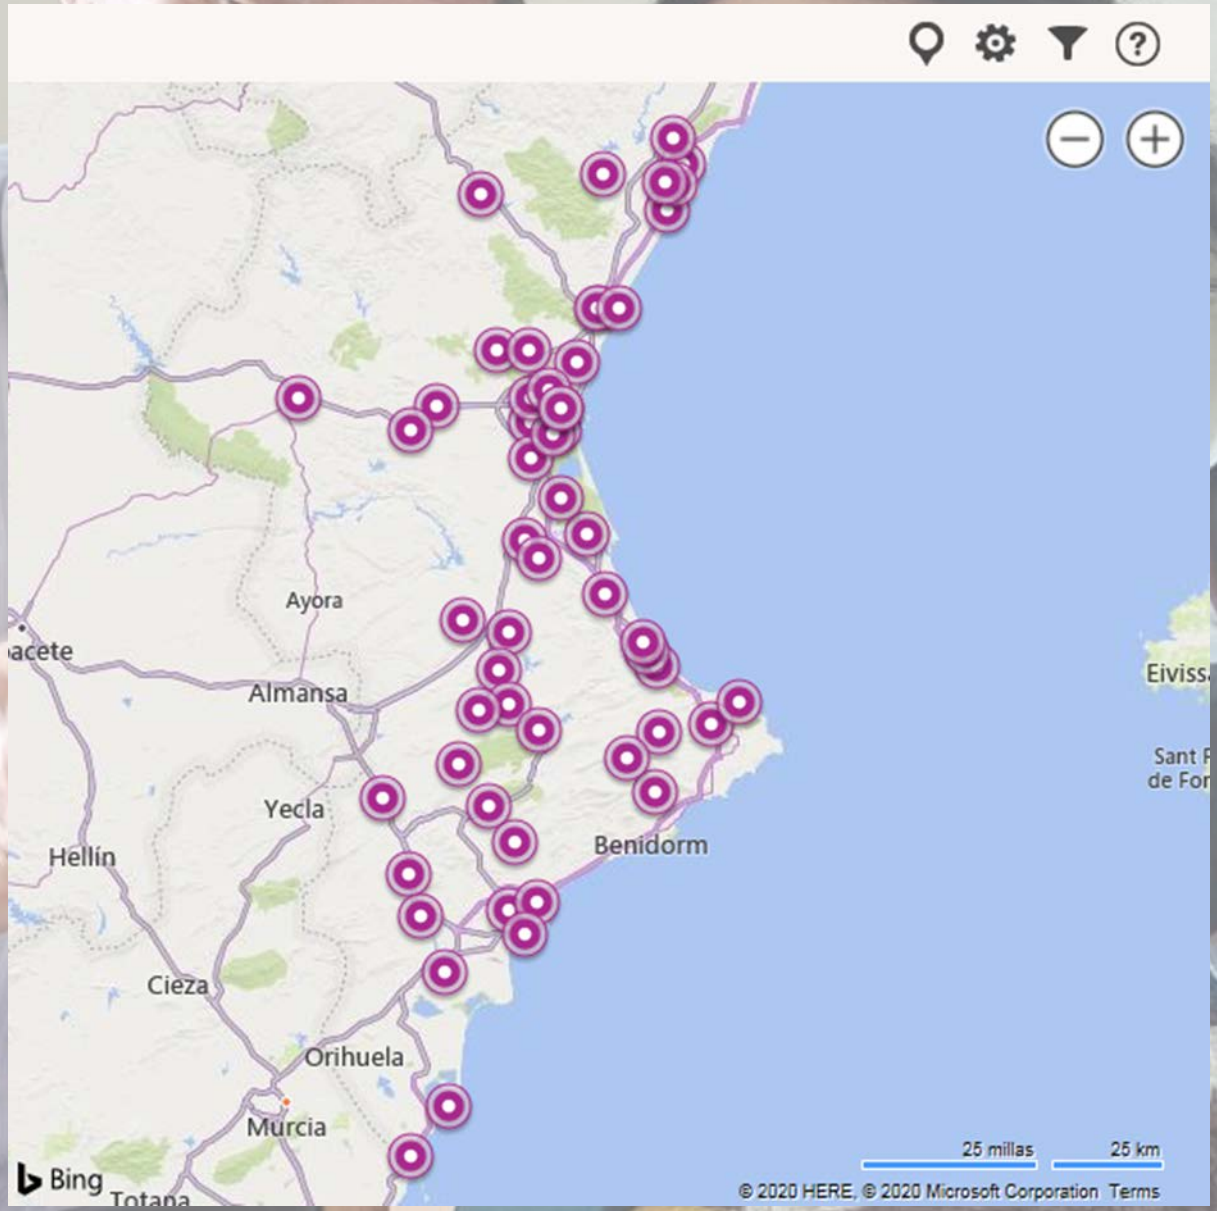 Ayora
acete
Almansa
Eiviss
Sant
de For
Yecla
Benidorm
Hellín
Cieza
Orihuela
Murcia
Totana
25 millas
25 km
Bing
© 2020 HERE, © 2020 Microsoft Corporation Terms